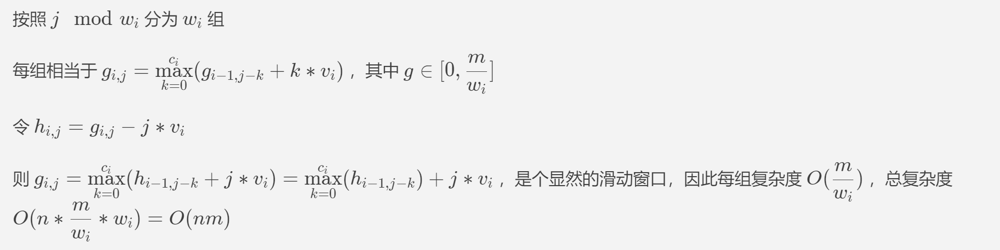 按照 $j \mod w_i$ 分为 $w_i$ 组
每组相当于 $g_{i,j} = \max_{k=0}^{c_i}(g_{i-1,j-k} + k * v_i)$ ，其中 $g \in [0, \frac{m}{w_i}]$
令 $h_{i,j} = g_{i,j} - j * v_i$
则 $g_{i,j} = \max_{k=0}^{c_i}(h_{i-1,j-k} + j * v_i) = \max_{k=0}^{c_i}(h_{i-1,j-k}) + j * v_i$ ，是个显然的滑动窗口，因此每组复杂度 $O(\frac{m}{w_i})$ ，总复杂度
$O(n * \frac{m}{w_i} * w_i) = O(nm)$